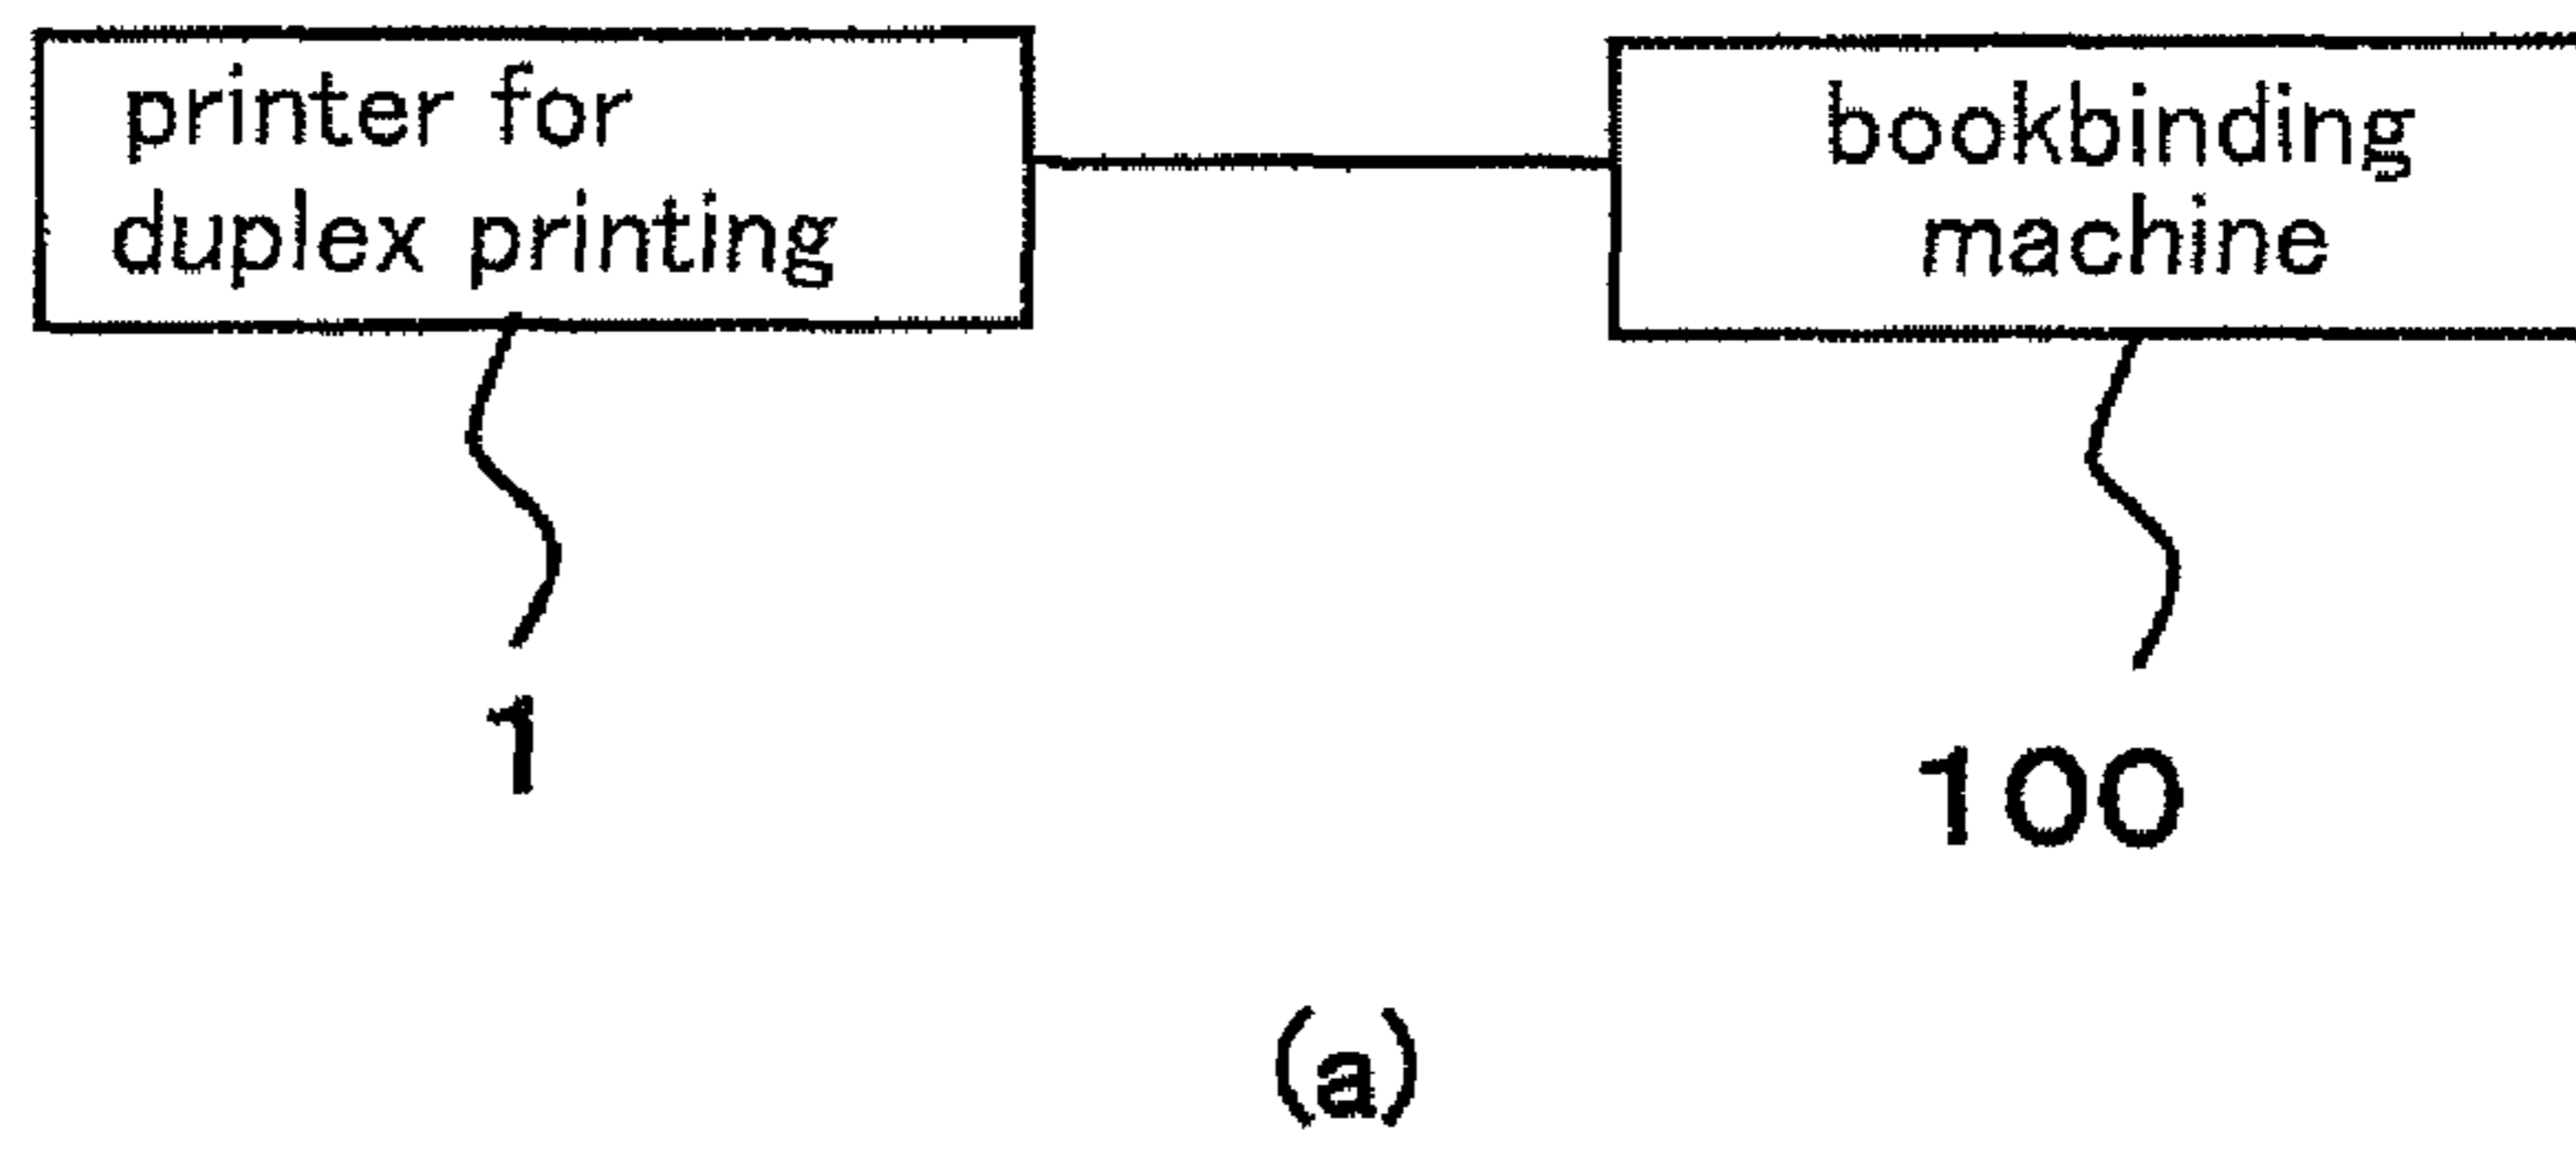 printer for
duplex printing
bookbinding
machine
1
100
(a)